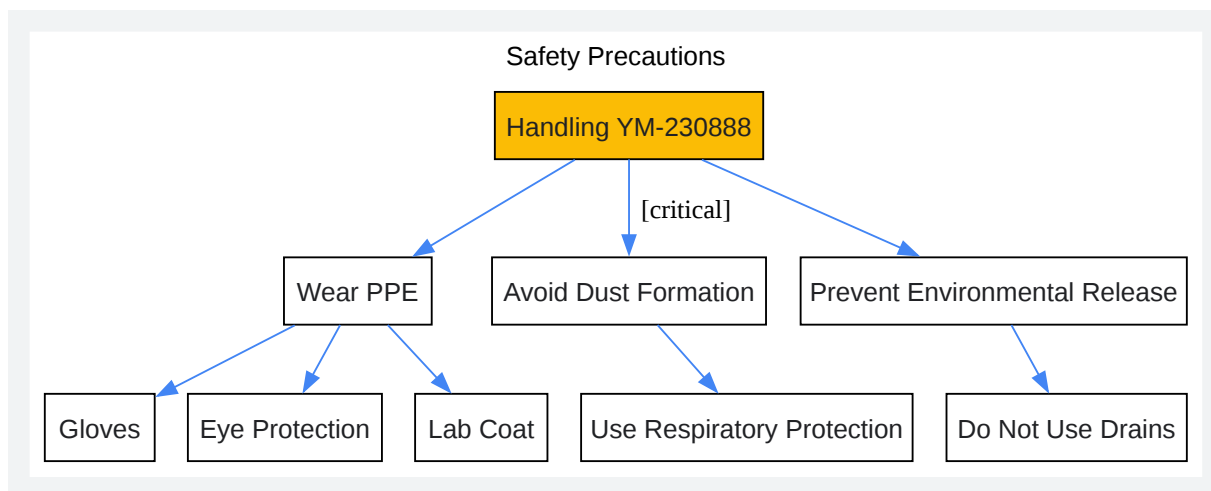 Safety Precautions
Handling YM-230888
[critical]
Wear PPE
Avoid Dust Formation
Prevent Environmental Release
Gloves
Eye Protection
Lab Coat
Use Respiratory Protection
Do Not Use Drains